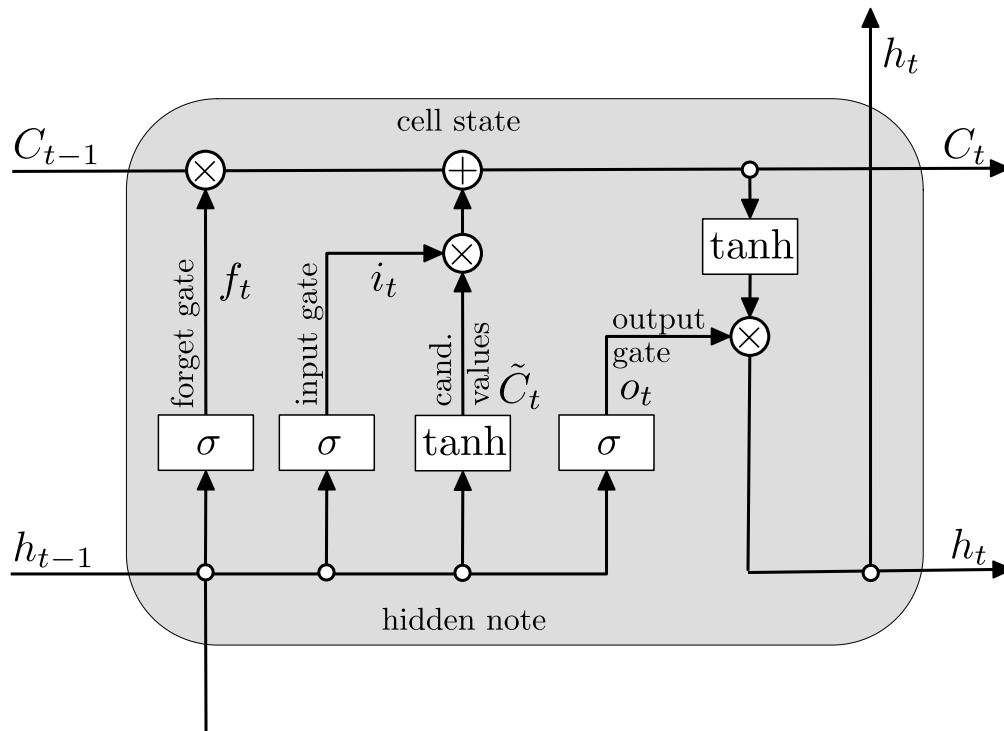 h_t
cell state
C_{t-1}
C_t
×
+
tanh
×
forget gate
f_t
input gate
i_t
cand.
values
C̃_t
output
gate
o_t
×
σ
σ
tanh
σ
h_{t-1}
h_t
hidden note